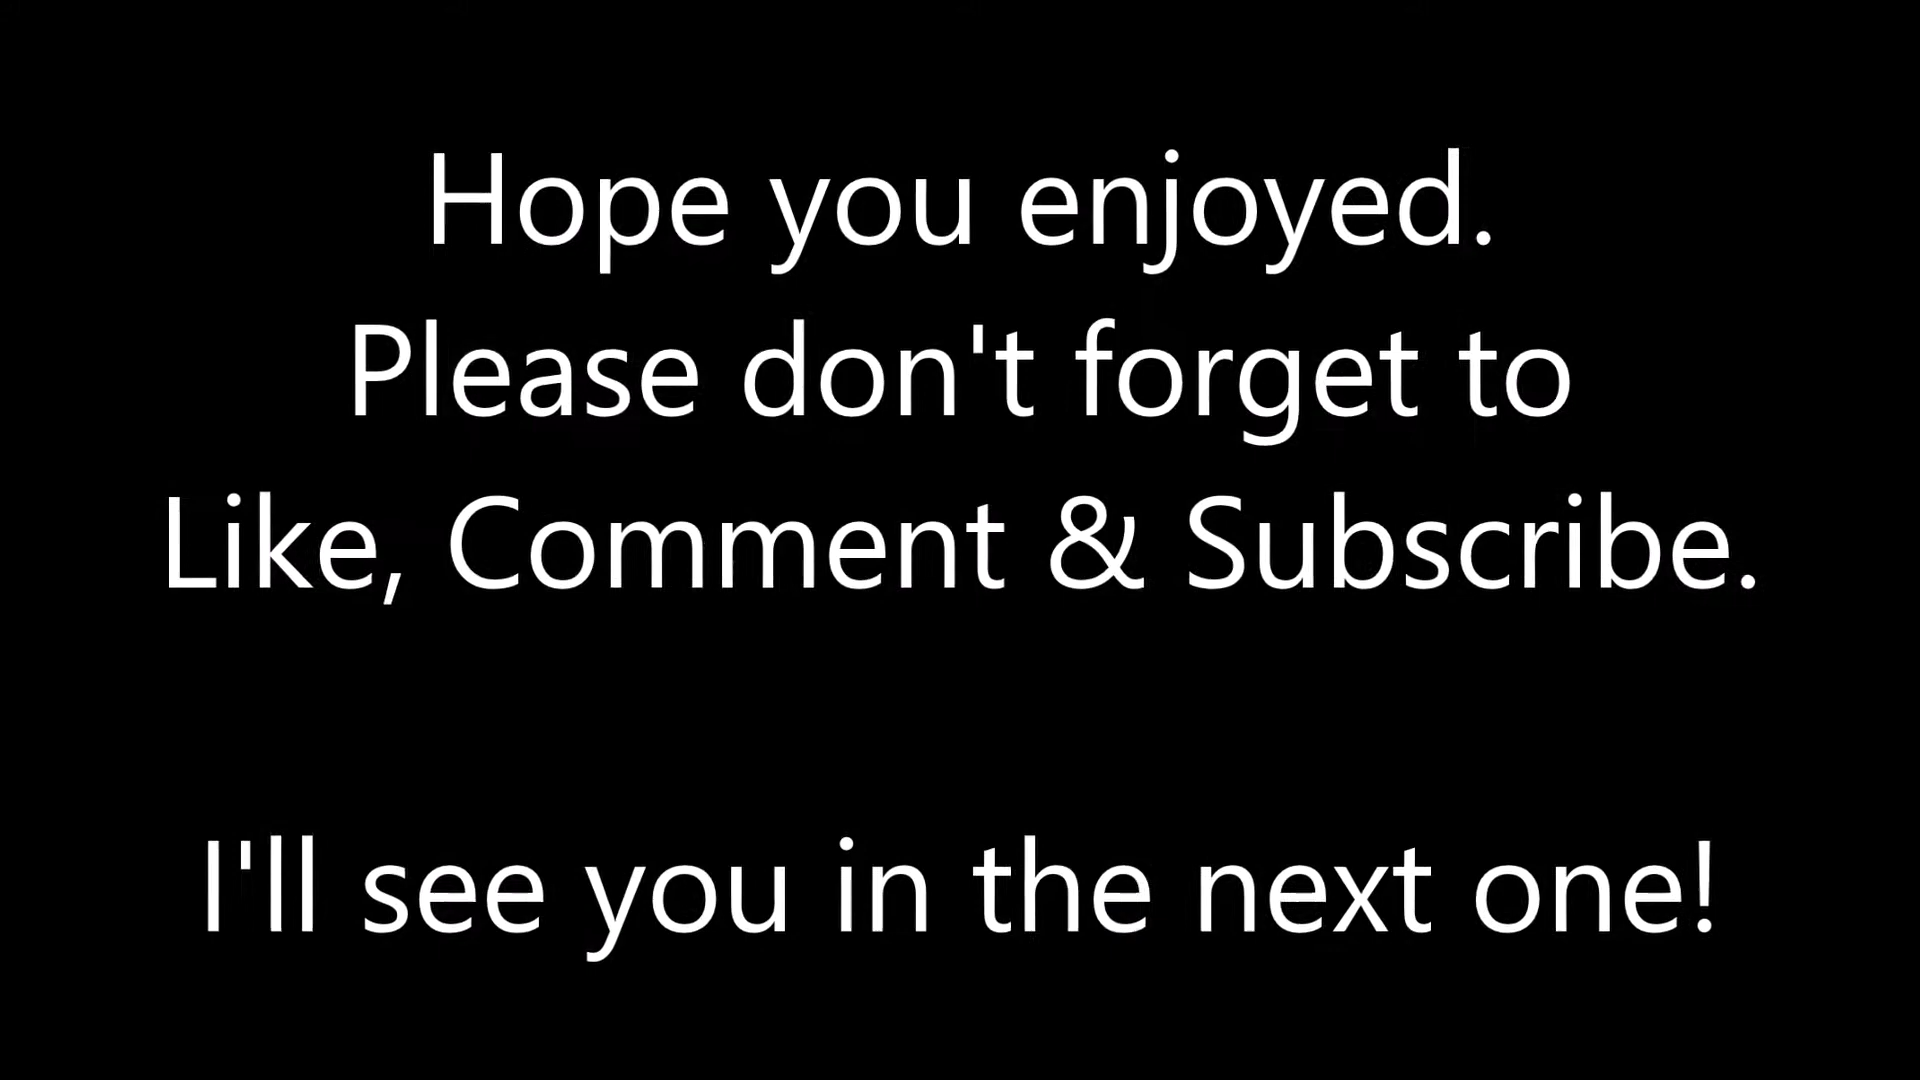 Hope you enjoyed.
Please don't forget to
Like, Comment & Subscribe.
I'll see you in the next one!